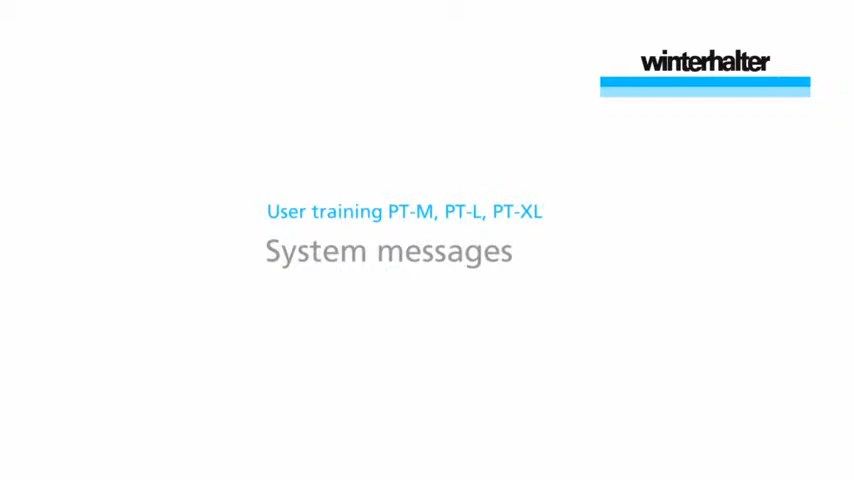 winterhalter
User training PT-M, PT-L, PT-XL
System messages